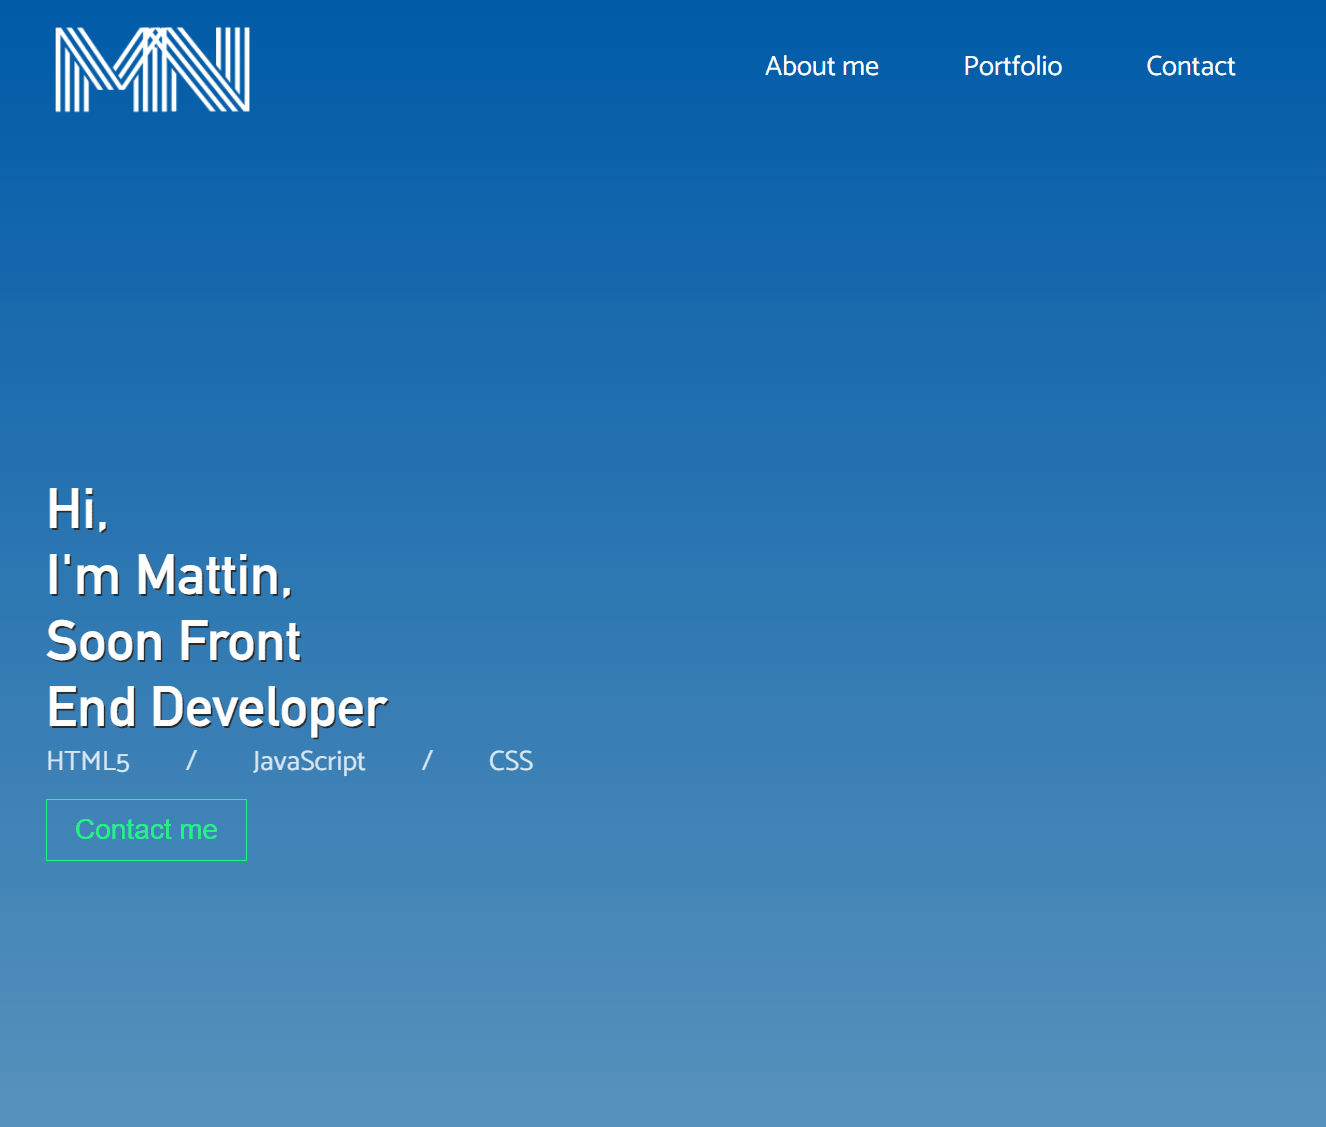 MN
About me Portfolio Contact
Hi,
I'm Mattin,
Soon Front
End Developer
HTML5 / JavaScript / CSS
Contact me